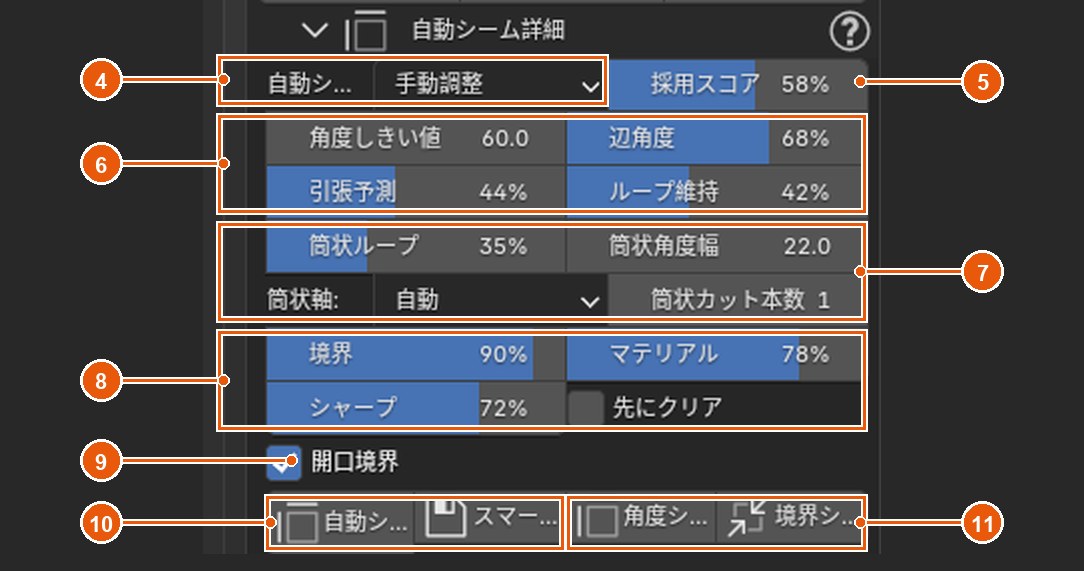 自動シーム詳細 ?
4 自動シ... 手動調整 採用スコア 58% 5
角度しきい値 60.0 辺角度 68%
6
引張予測 44% ループ維持 42%
筒状ループ 35% 筒状角度幅 22.0
7
筒状軸: 自動 筒状カット本数 1
境界 90% マテリアル 78%
8
シャープ 72% 先にクリア
9 開口境界
10 自動シ... スマー... 角度シ... 境界シ... 11